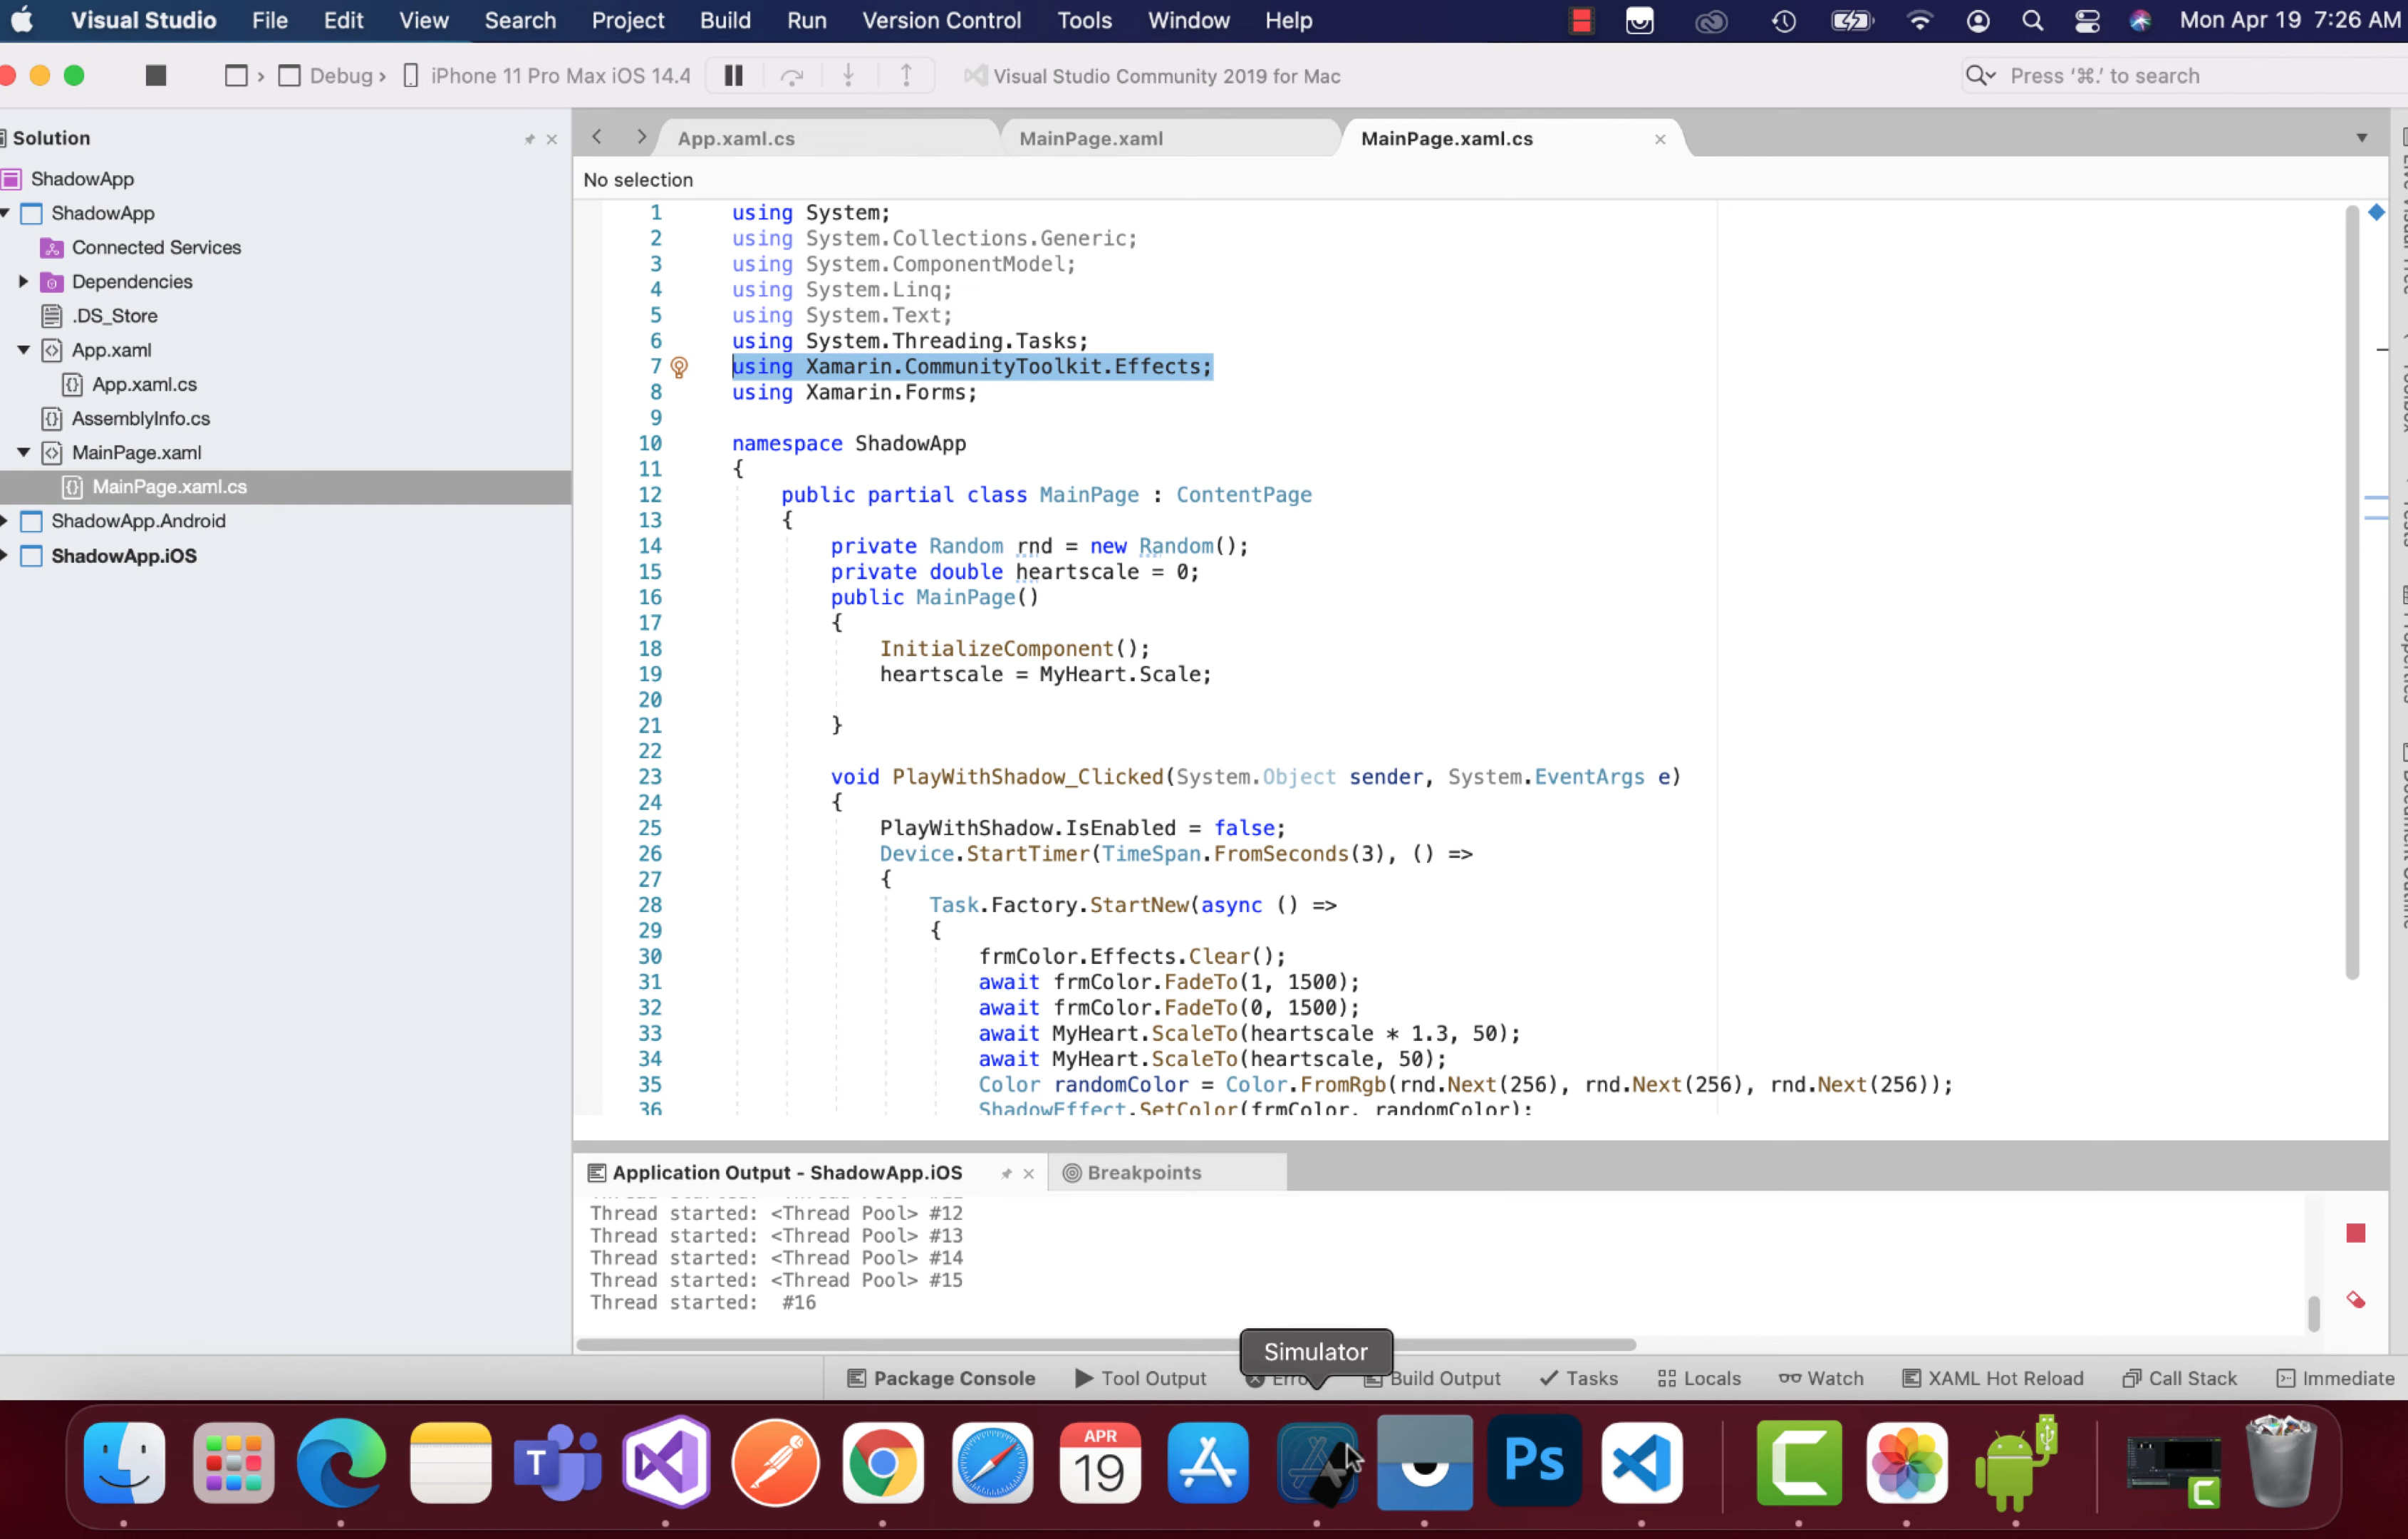 Visual Studio File Edit View Search Project Build Run Version Control Tools Window Help Mon Apr 19 7:26 AM
Debug iPhone 11 Pro Max iOS 14.4 Visual Studio Community 2019 for Mac Press '⌘.' to search
Solution
ShadowApp
ShadowApp
Connected Services
Dependencies
.DS_Store
App.xaml
App.xaml.cs
AssemblyInfo.cs
MainPage.xaml
MainPage.xaml.cs
ShadowApp.Android
ShadowApp.iOS
App.xaml.cs MainPage.xaml MainPage.xaml.cs
No selection
1 using System;
2 using System.Collections.Generic;
3 using System.ComponentModel;
4 using System.Linq;
5 using System.Text;
6 using System.Threading.Tasks;
7 using Xamarin.CommunityToolkit.Effects;
8 using Xamarin.Forms;
9
10 namespace ShadowApp
11 {
12 public partial class MainPage : ContentPage
13 {
14 private Random rnd = new Random();
15 private double heartscale = 0;
16 public MainPage()
17 {
18 InitializeComponent();
19 heartscale = MyHeart.Scale;
20
21 }
22
23 void PlayWithShadow_Clicked(System.Object sender, System.EventArgs e)
24 {
25 PlayWithShadow.IsEnabled = false;
26 Device.StartTimer(TimeSpan.FromSeconds(3), () =>
27 {
28 Task.Factory.StartNew(async () =>
29 {
30 frmColor.Effects.Clear();
31 await frmColor.FadeTo(1, 1500);
32 await frmColor.FadeTo(0, 1500);
33 await MyHeart.ScaleTo(heartscale * 1.3, 50);
34 await MyHeart.ScaleTo(heartscale, 50);
35 Color randomColor = Color.FromRgb(rnd.Next(256), rnd.Next(256), rnd.Next(256));
36 ShadowEffect.SetColor(frmColor, randomColor);
Application Output - ShadowApp.iOS Breakpoints
Thread started: <Thread Pool> #12
Thread started: <Thread Pool> #13
Thread started: <Thread Pool> #14
Thread started: <Thread Pool> #15
Thread started: #16
Simulator
Package Console Tool Output Build Output Tasks Locals Watch XAML Hot Reload Call Stack Immediate
T
APR
19
Ps